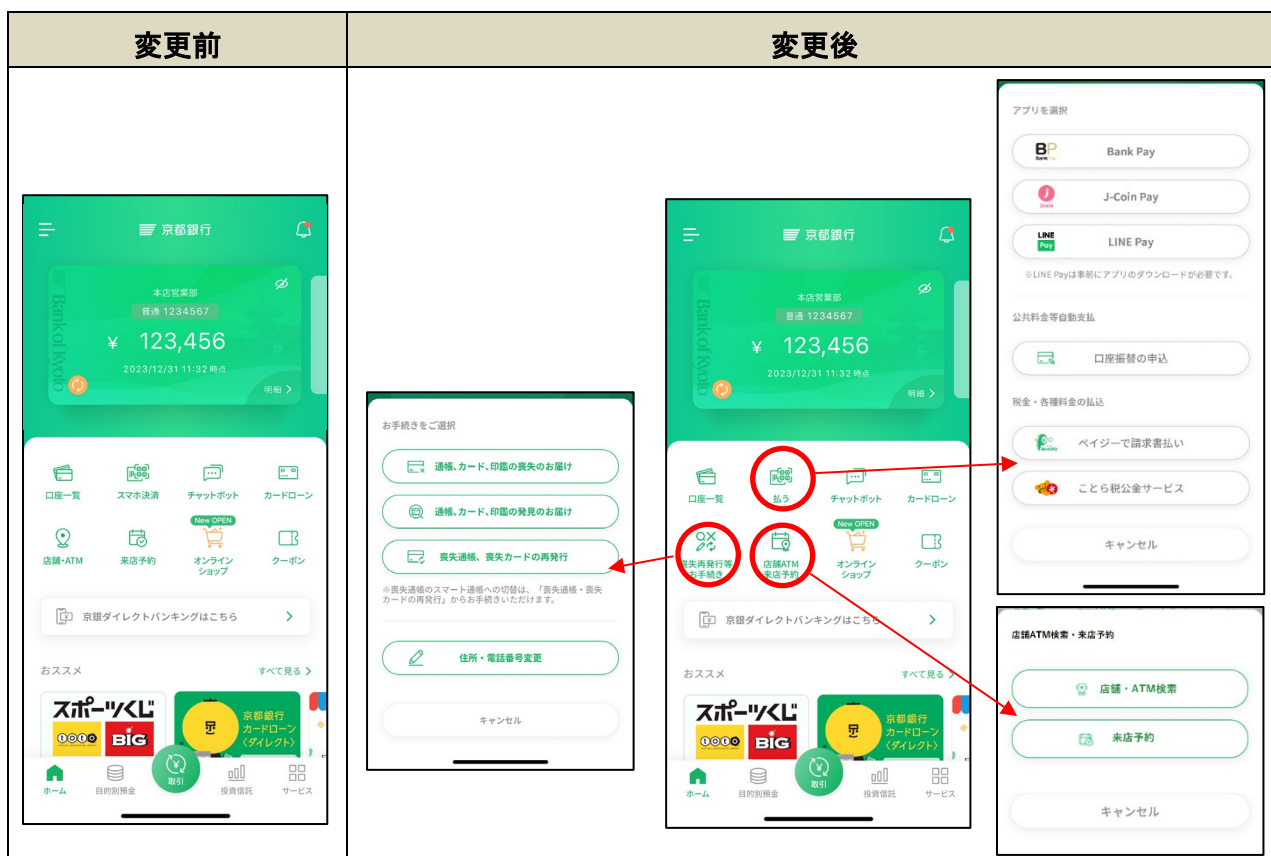 変更前
変更後
京都銀行
Bank of Kyoto
本店営業部
普通 1234567
¥ 123,456
2023/12/31 11:32 時点
明細 >
口座一覧
スマホ決済
チャットボット
カードローン
New OPEN
店舗・ATM
来店予約
オンライン
ショップ
クーポン
京銀ダイレクトバンキングはこちら >
おススメ
すべて見る >
スポーツくじ
toto
BIG
京都銀行
カードローン
〈ダイレクト〉
ホーム
目的別預金
取引
投資信託
サービス
お手続きをご選択
通帳、カード、印鑑の喪失のお届け
通帳、カード、印鑑の発見のお届け
喪失通帳、喪失カードの再発行
※喪失通帳のスマート通帳への切替は、「喪失通帳・喪失
カードの再発行」からお手続きいただけます。
住所・電話番号変更
キャンセル
京都銀行
Bank of Kyoto
本店営業部
普通 1234567
¥ 123,456
2023/12/31 11:32 時点
明細 >
口座一覧
払う
チャットボット
カードローン
New OPEN
喪失再発行等
お手続き
店舗ATM
来店予約
オンライン
ショップ
クーポン
京銀ダイレクトバンキングはこちら >
おススメ
すべて見る >
スポーツくじ
toto
BIG
京都銀行
カードローン
〈ダイレクト〉
ホーム
目的別預金
取引
投資信託
サービス
アプリを選択
BP
Bank Pay
Bank Pay
J-Coin Pay
LINE
Pay
LINE Pay
※LINE Payは事前にアプリのダウンロードが必要です。
公共料金等自動支払
口座振替の申込
税金・各種料金の払込
ペイジーで請求書払い
ことら税公金サービス
キャンセル
店舗ATM検索・来店予約
店舗・ATM検索
来店予約
キャンセル